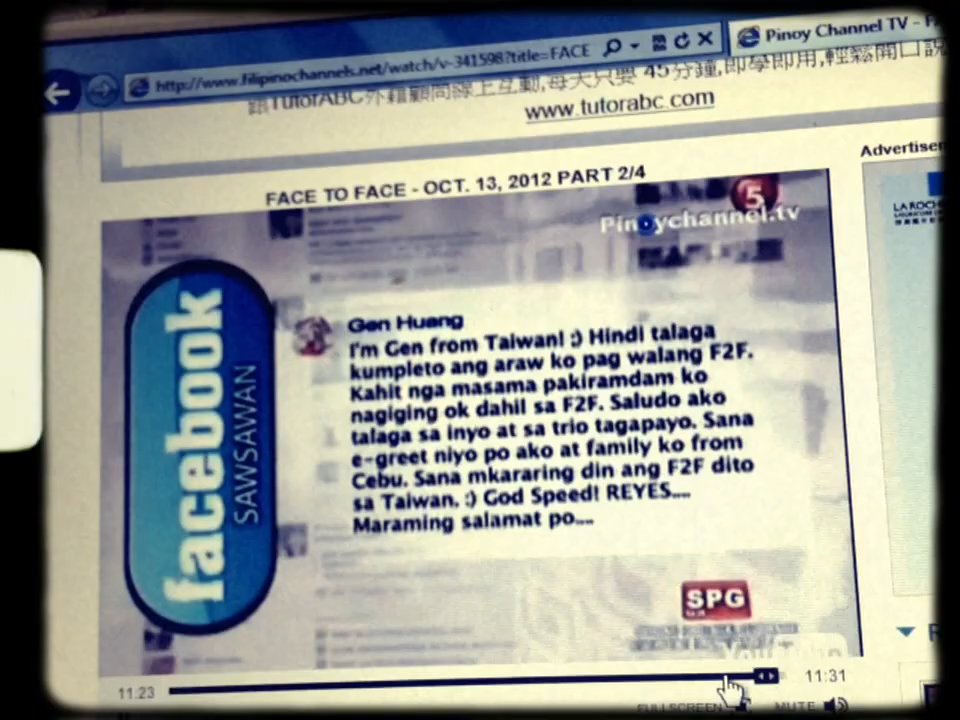 http://www.filipinochannels.net/watch/v-341598?title=FACE
Pinoy Channel TV - FA
跟TutorABC外籍顧問線上互動,每天只要 45分鐘,即學即用,輕鬆開口說
www.tutorabc.com
Advertise
FACE TO FACE - OCT. 13, 2012 PART 2/4
5
Pinoychannel.tv
LA ROCH
facebook
SAWSAWAN
Gen Huang
I'm Gen from Taiwan! :) Hindi talaga
kumpleto ang araw ko pag walang F2F.
Kahit nga masama pakiramdam ko
nagiging ok dahil sa F2F. Saludo ako
talaga sa inyo at sa trio tagapayo. Sana
e-greet niyo po ako at family ko from
Cebu. Sana mkararing din ang F2F dito
sa Taiwan. :) God Speed! REYES....
Maraming salamat po....
SPG
YouTube
11:23
11:31
FULLSCREEN
MUTE